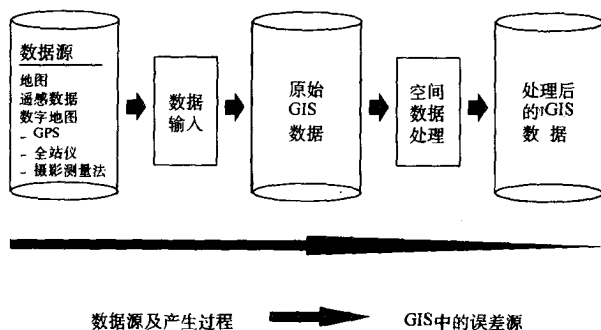 数据源
地图
遥感数据
数字地图
- GPS
- 全站仪
- 摄影测量法
数据
输入
原始
GIS
数据
空间
数据
处理
处理后
的GIS
数 据
数据源及产生过程
GIS中的误差源